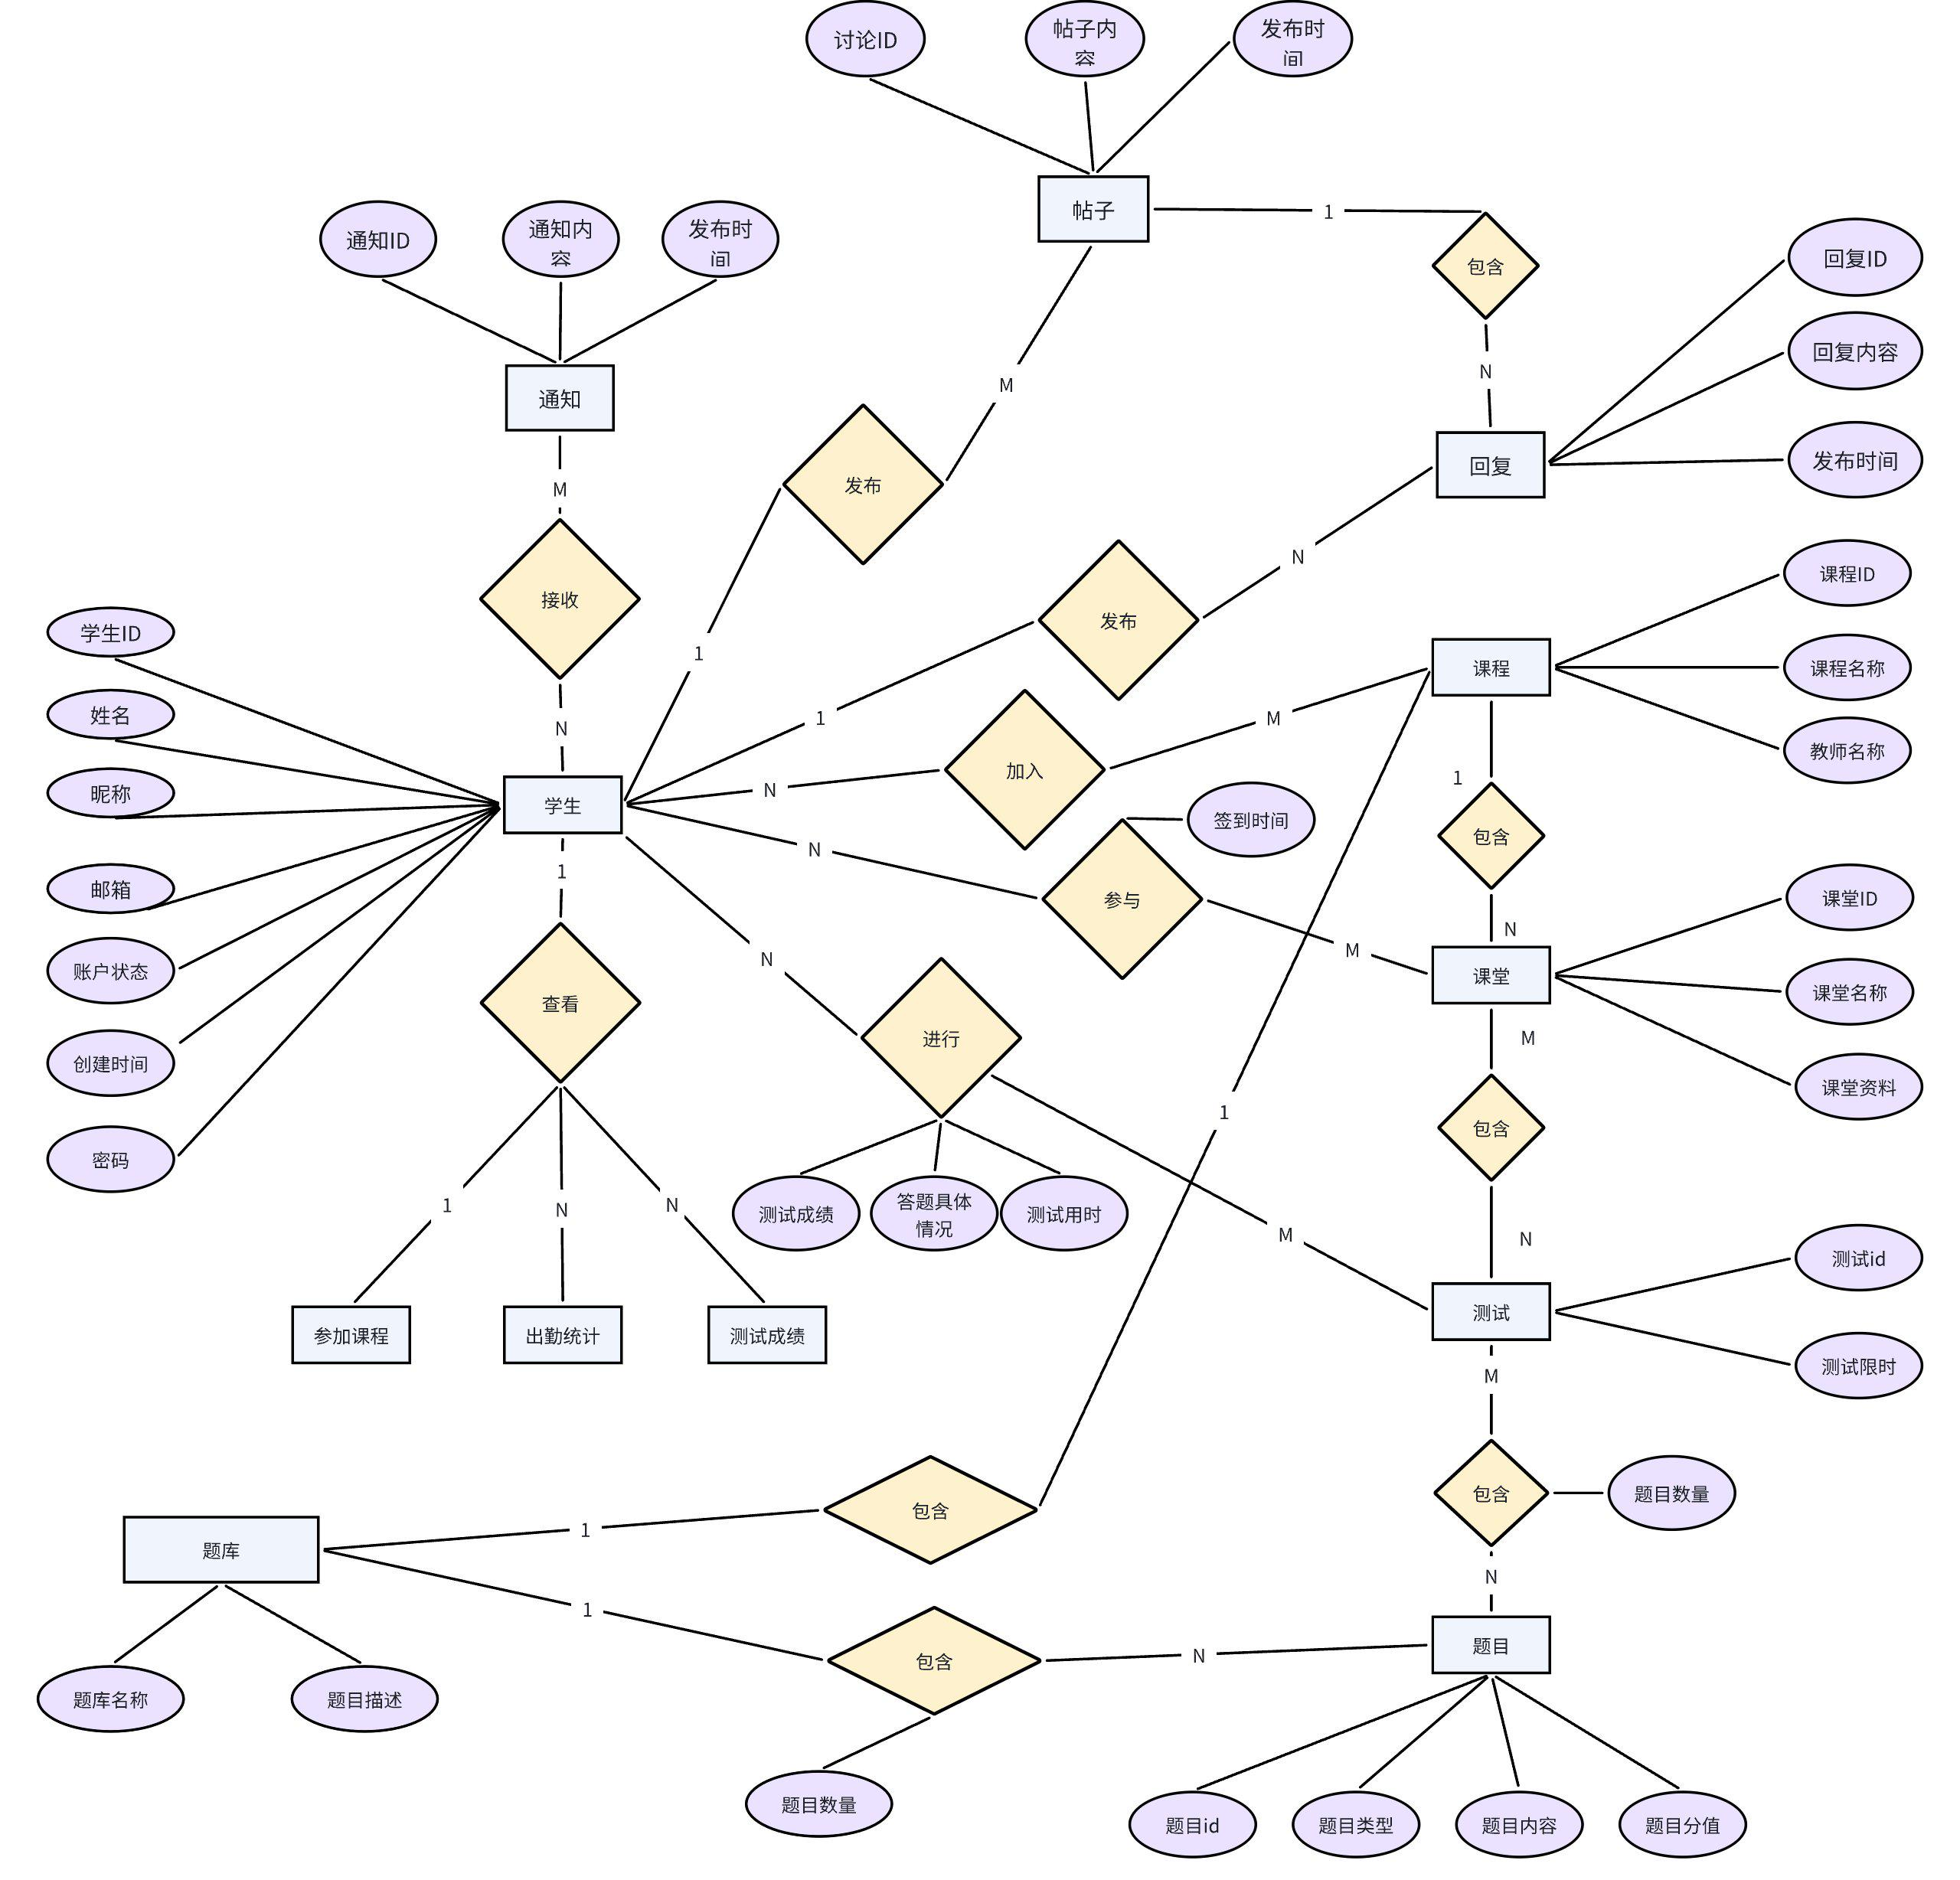 讨论ID
帖子内
容
发布时
间
帖子
1
包含
通知ID
通知内
容
发布时
间
回复ID
回复内容
发布时间
N
M
通知
回复
M
发布
N
接收
发布
1
课程ID
课程名称
教师名称
课程
学生ID
姓名
昵称
邮箱
账户状态
创建时间
密码
N
1
M
加入
N
学生
签到时间
1
包含
1
N
参与
N
M
课堂ID
课堂名称
课堂资料
课堂
查看
N
进行
M
包含
1
1
N
N
测试成绩
答题具体
情况
测试用时
M
N
测试id
测试限时
测试
参加课程
出勤统计
测试成绩
M
包含
题目数量
包含
1
题库
N
1
包含
N
题目
题库名称
题目描述
题目数量
题目id
题目类型
题目内容
题目分值